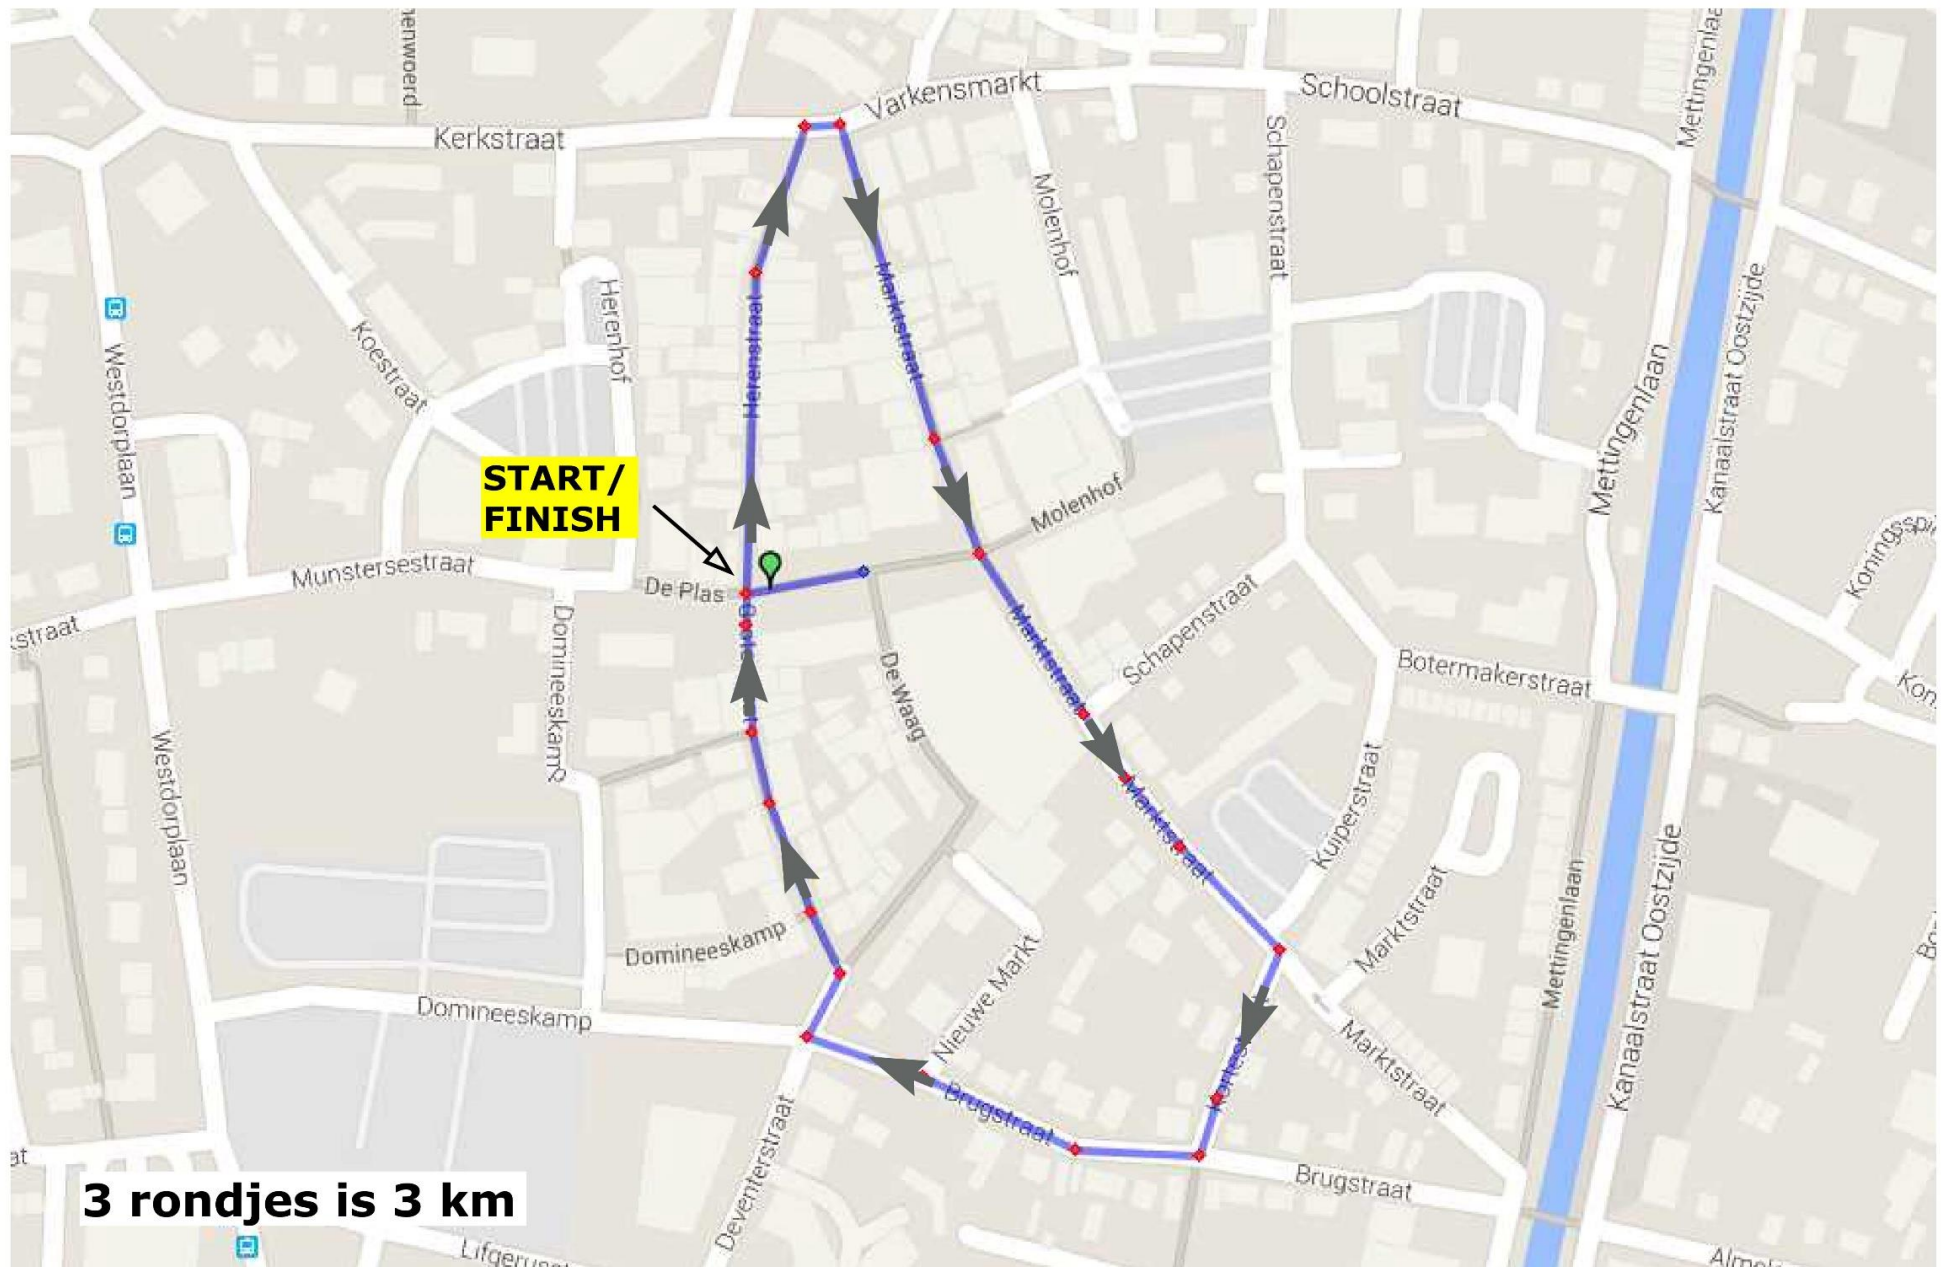 Mettingenlaan
Varkensmarkt
Schoolstraat
Kerkstraat
Schapenstraat
Molenhof
Herenhof
Marktstraat
Herenstraat
Kanaalstraat Oostzijde
Koestraat
Westdorplaan
Mettingenlaan
START/
FINISH
Molenhof
Munstersestraat
De Plas
Schapenstraat
Marktstraat
Domineeskamp
De Waag
Botermakerstraat
Westdorplaan
Marktstraat
Kuiperstraat
Marktstraat
Domineeskamp
Nieuwe Markt
Mettingenlaan
Kanaalstraat Oostzijde
Domineeskamp
Marktstraat
Brugstraat
Deventerstraat
Brugstraat
3 rondjes is 3 km